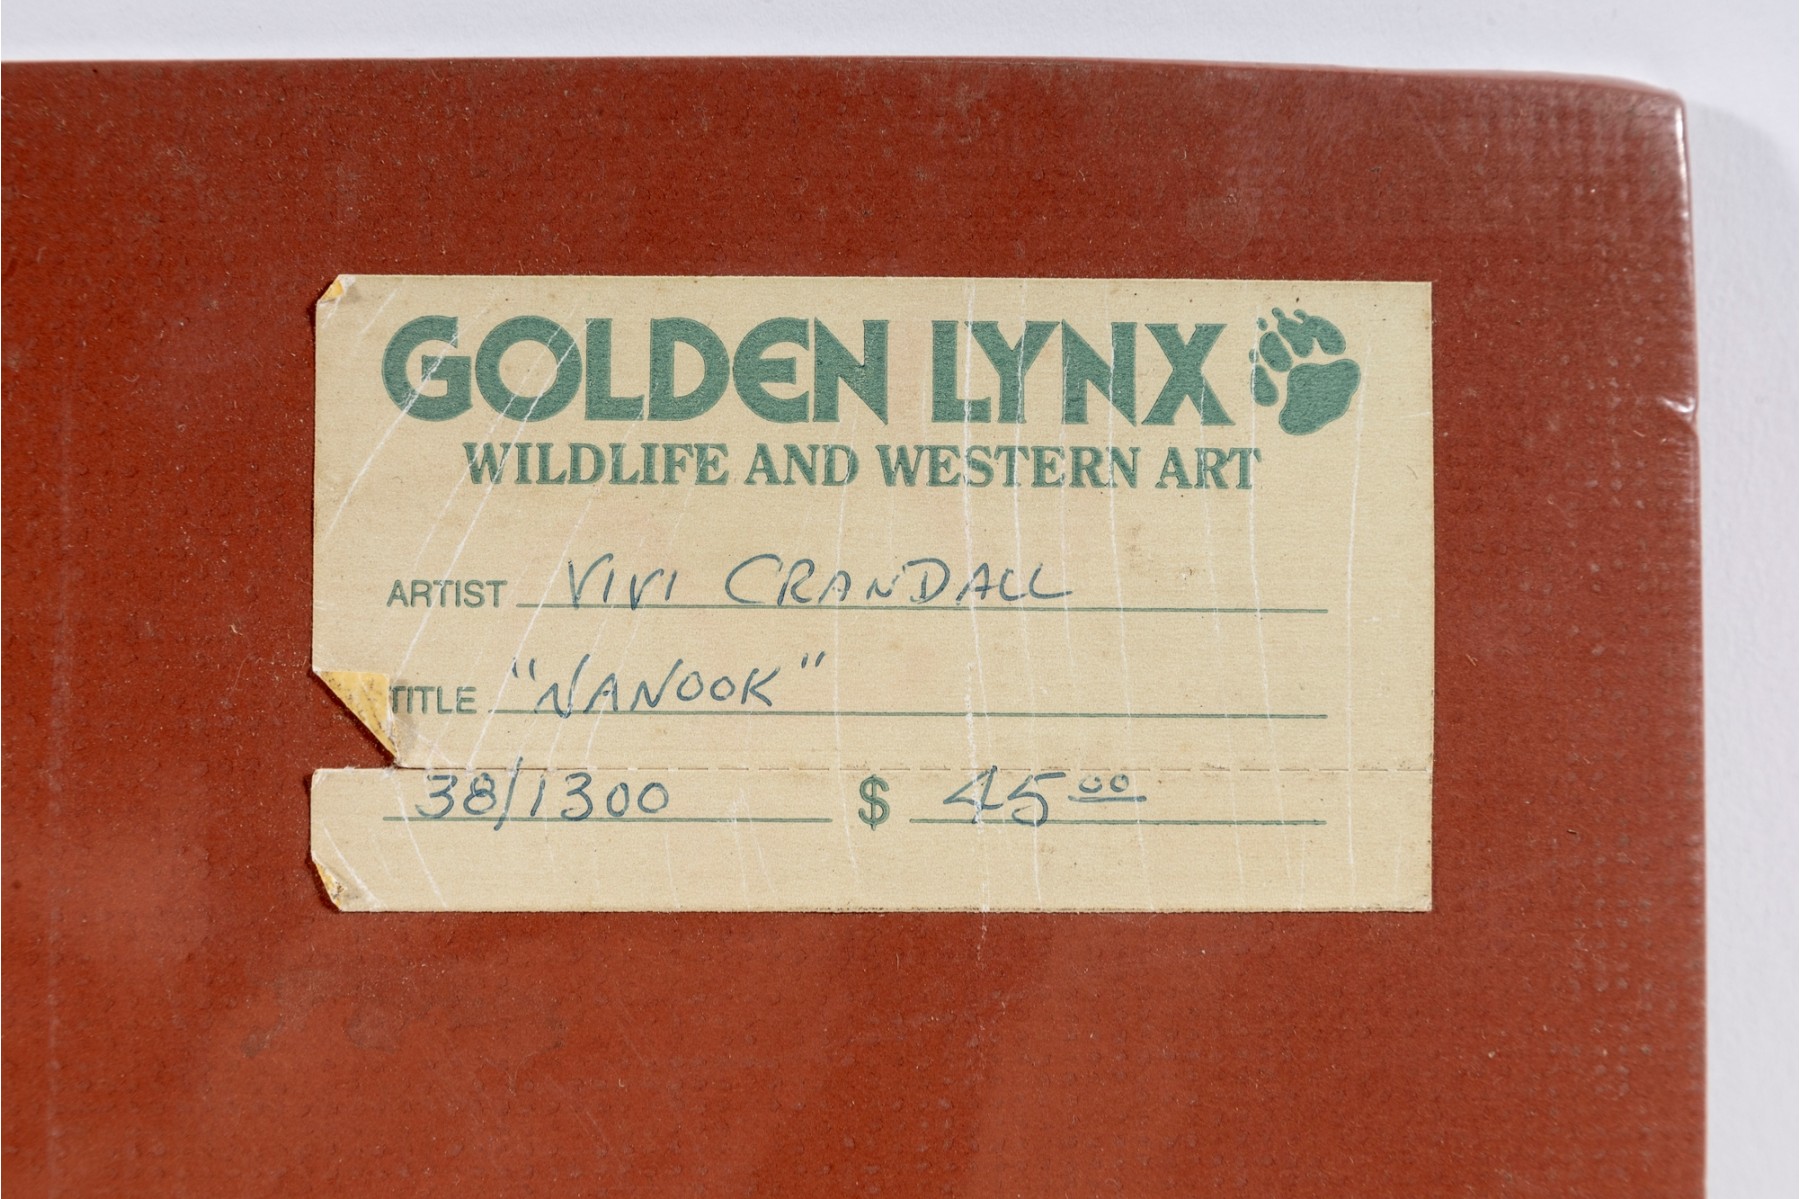 GOLDEN LYNX
WILDLIFE AND WESTERN ART
ARTIST VIVI CRANDALL
TITLE "NANOOK"
38/1300 $ 45.00